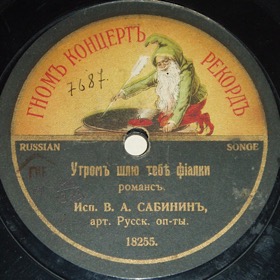 ГНОМЪ КОНЦЕРТЪ РЕКОРДЪ
7687.
RUSSIAN
SONGE
Утромъ шлю тебѣ фіалки
романсъ.
Исп. В. А. САБИНИНЪ,
арт. Русск. оп-ты.
18255.